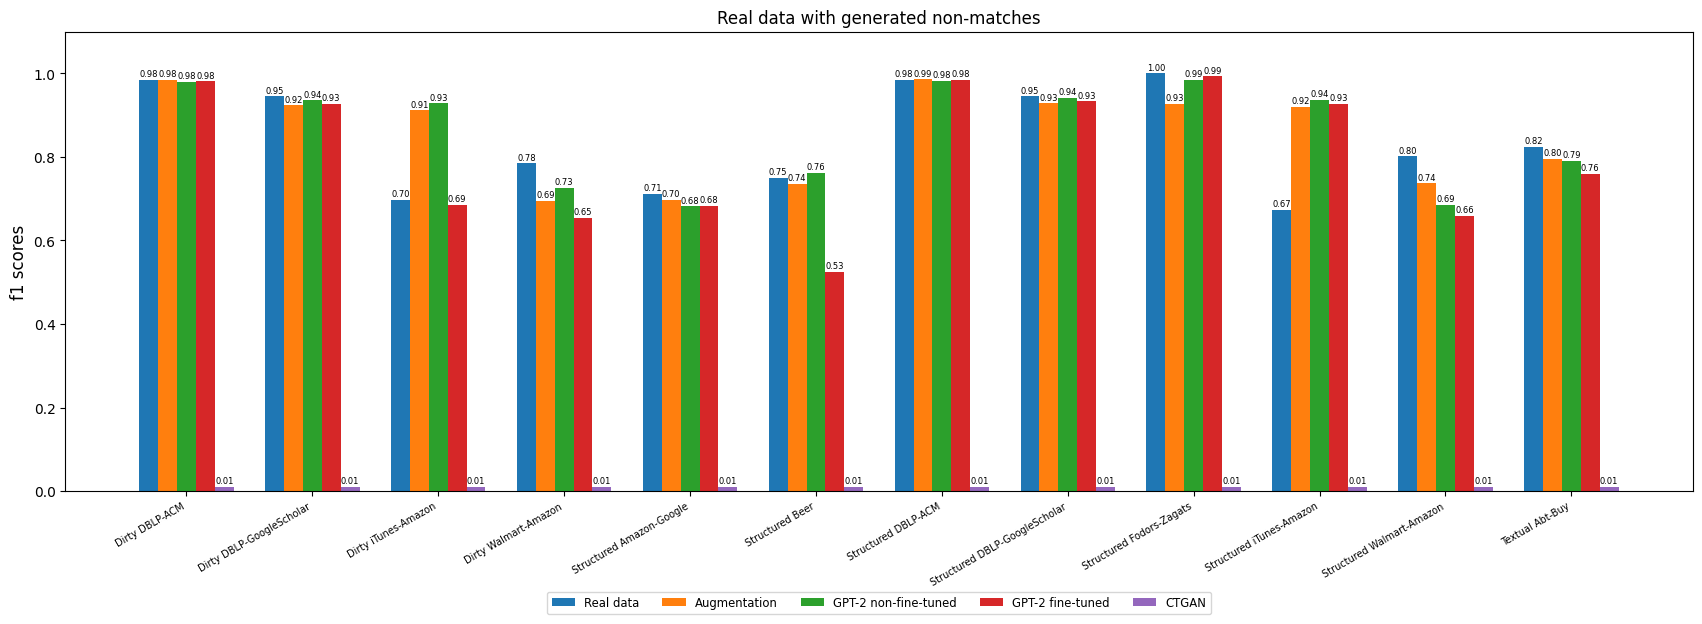 Real data with generated non-matches
f1 scores
1.0
0.8
0.6
0.4
0.2
0.0
0.98 0.98 0.98 0.98 0.01
0.95 0.92 0.94 0.93 0.01
0.70 0.91 0.93 0.69 0.01
0.78 0.69 0.73 0.65 0.01
0.71 0.70 0.68 0.68 0.01
0.75 0.74 0.76 0.53 0.01
0.98 0.99 0.98 0.98 0.01
0.95 0.93 0.94 0.93 0.01
1.00 0.93 0.99 0.99 0.01
0.67 0.92 0.94 0.93 0.01
0.80 0.74 0.69 0.66 0.01
0.82 0.80 0.79 0.76 0.01
Dirty DBLP-ACM
Dirty DBLP-GoogleScholar
Dirty iTunes-Amazon
Dirty Walmart-Amazon
Structured Amazon-Google
Structured Beer
Structured DBLP-ACM
Structured DBLP-GoogleScholar
Structured Fodors-Zagats
Structured iTunes-Amazon
Structured Walmart-Amazon
Textual Abt-Buy
Real data Augmentation GPT-2 non-fine-tuned GPT-2 fine-tuned CTGAN